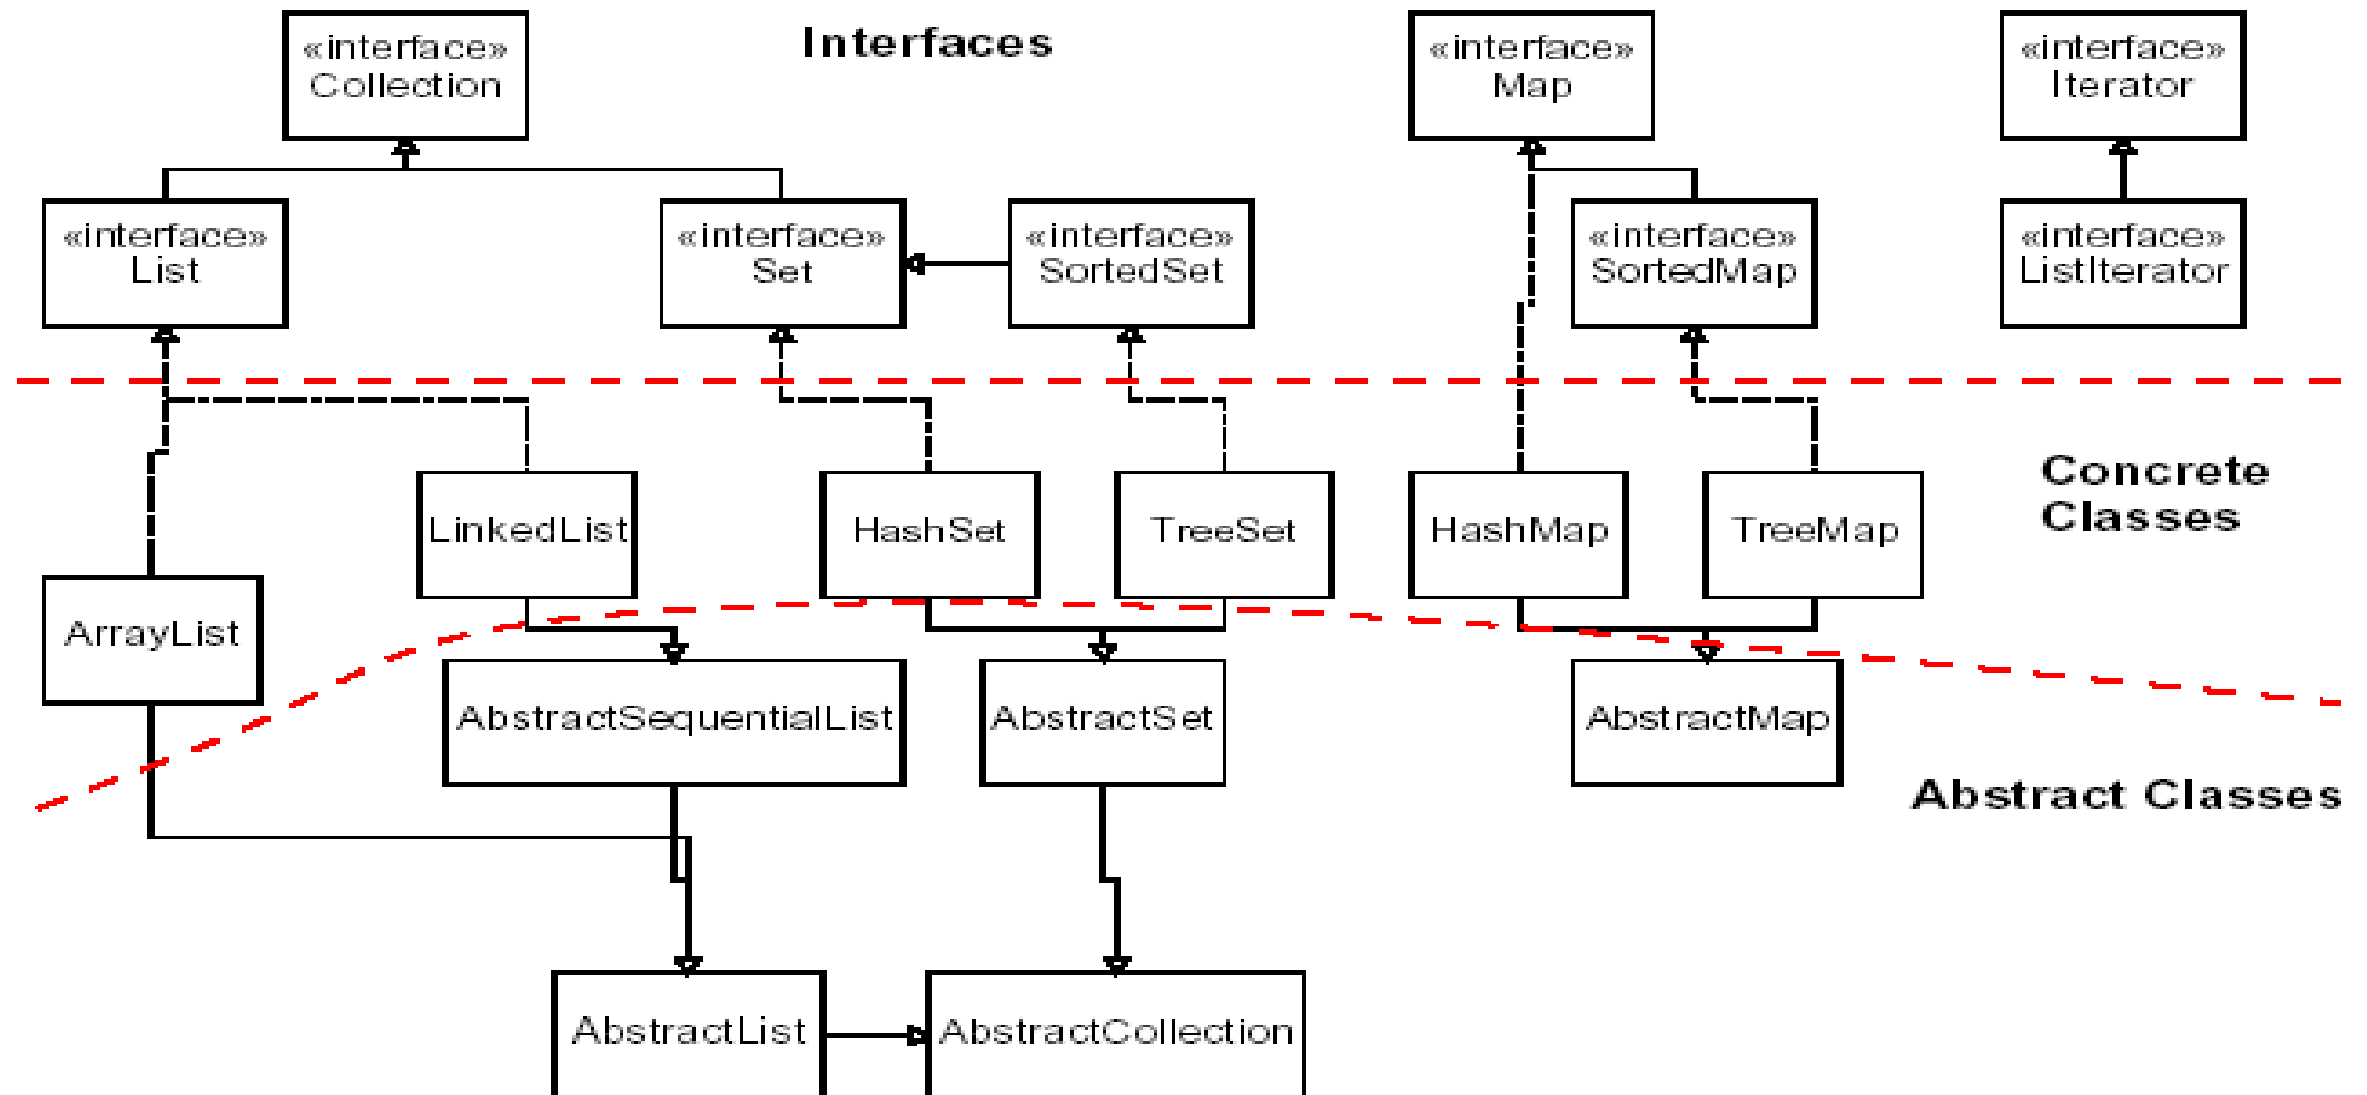 «interface»
Collection
Interfaces
«interface»
Map
«interface»
Iterator
«interface»
List
«interface»
Set
«interface»
SortedSet
«interface»
SortedMap
«interface»
ListIterator
Concrete
Classes
LinkedList
HashSet
TreeSet
HashMap
TreeMap
ArrayList
AbstractSequentialList
AbstractSet
AbstractMap
Abstract Classes
AbstractList
AbstractCollection